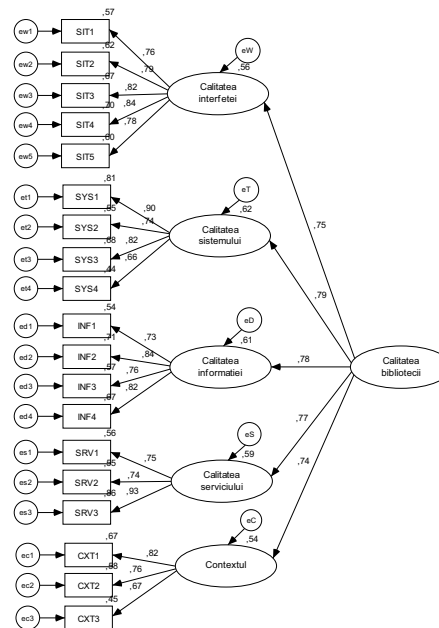 ,57
ew1 SIT1
,76
,62
ew2 SIT2
,79
,67
ew3 SIT3
,82
,70
ew4 SIT4
,84
,60
ew5 SIT5
,78
eW
,56
Calitatea
interfetei
,75
,81
et1 SYS1
,90
et2 SYS2
,74
,68
et3 SYS3
,82
,44
et4 SYS4
,66
eT
,62
Calitatea
sistemului
,79
,54
ed1 INF1
,73
,71
ed2 INF2
,84
,57
ed3 INF3
,76
,67
ed4 INF4
,82
eD
,61
Calitatea
informatiei
,78
Calitatea
bibliotecii
,56
es1 SRV1
,75
,55
es2 SRV2
,74
,86
es3 SRV3
,93
eS
,59
Calitatea
serviciului
,77
,67
ec1 CXT1
,82
,58
ec2 CXT2
,76
,45
ec3 CXT3
,67
eC
,54
Contextul
,74